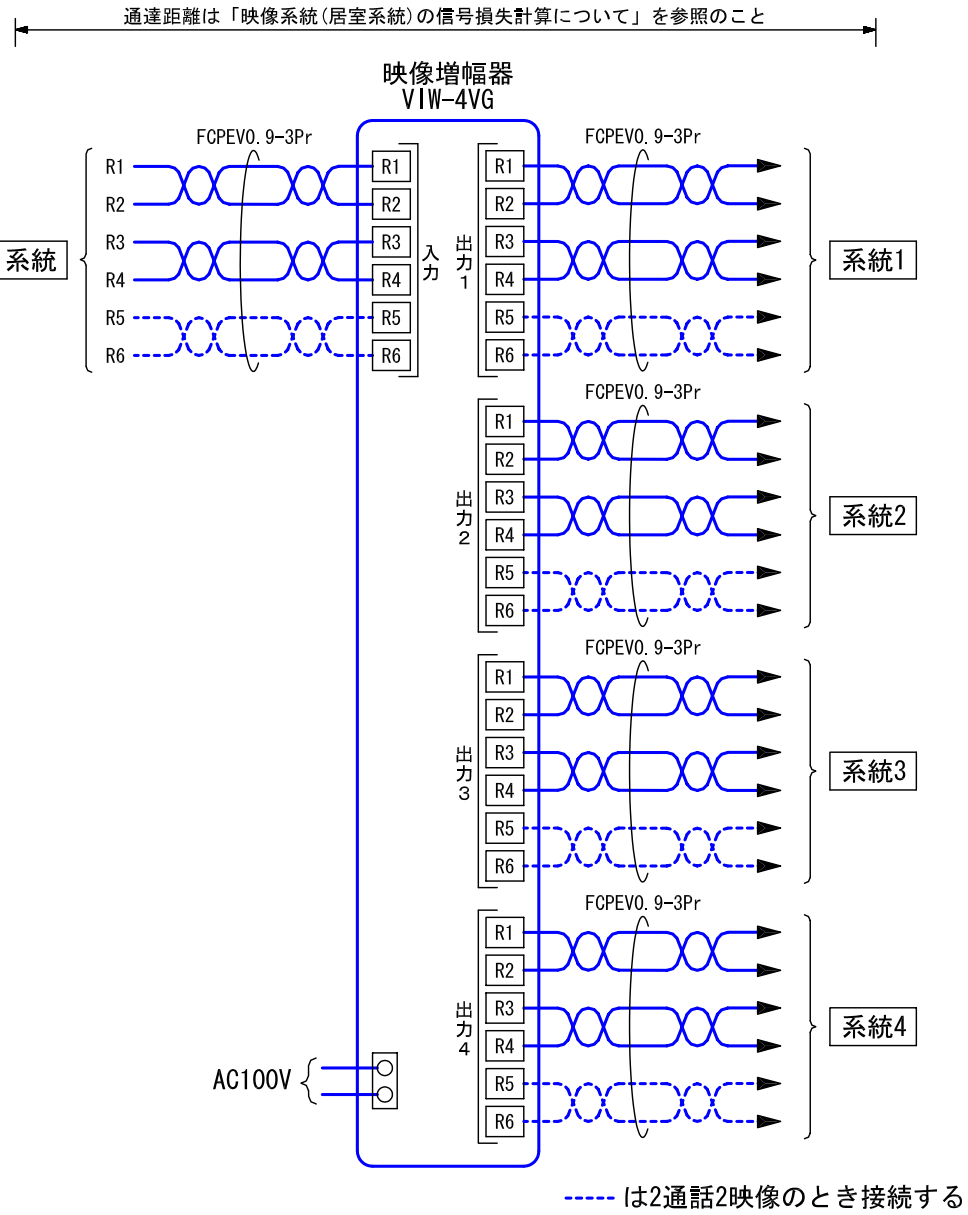 通達距離は「映像系統(居室系統)の信号損失計算について」を参照のこと
映像増幅器
VIW-4VG
FCPEV0.9-3Pr
系統
R1
R2
R3
R4
R5
R6
R1
R2
R3
R4
R5
R6
入力
出力1
R1
R2
R3
R4
R5
R6
FCPEV0.9-3Pr
系統1
出力2
R1
R2
R3
R4
R5
R6
FCPEV0.9-3Pr
系統2
出力3
R1
R2
R3
R4
R5
R6
FCPEV0.9-3Pr
系統3
出力4
R1
R2
R3
R4
R5
R6
FCPEV0.9-3Pr
系統4
AC100V
は2通話2映像のとき接続する